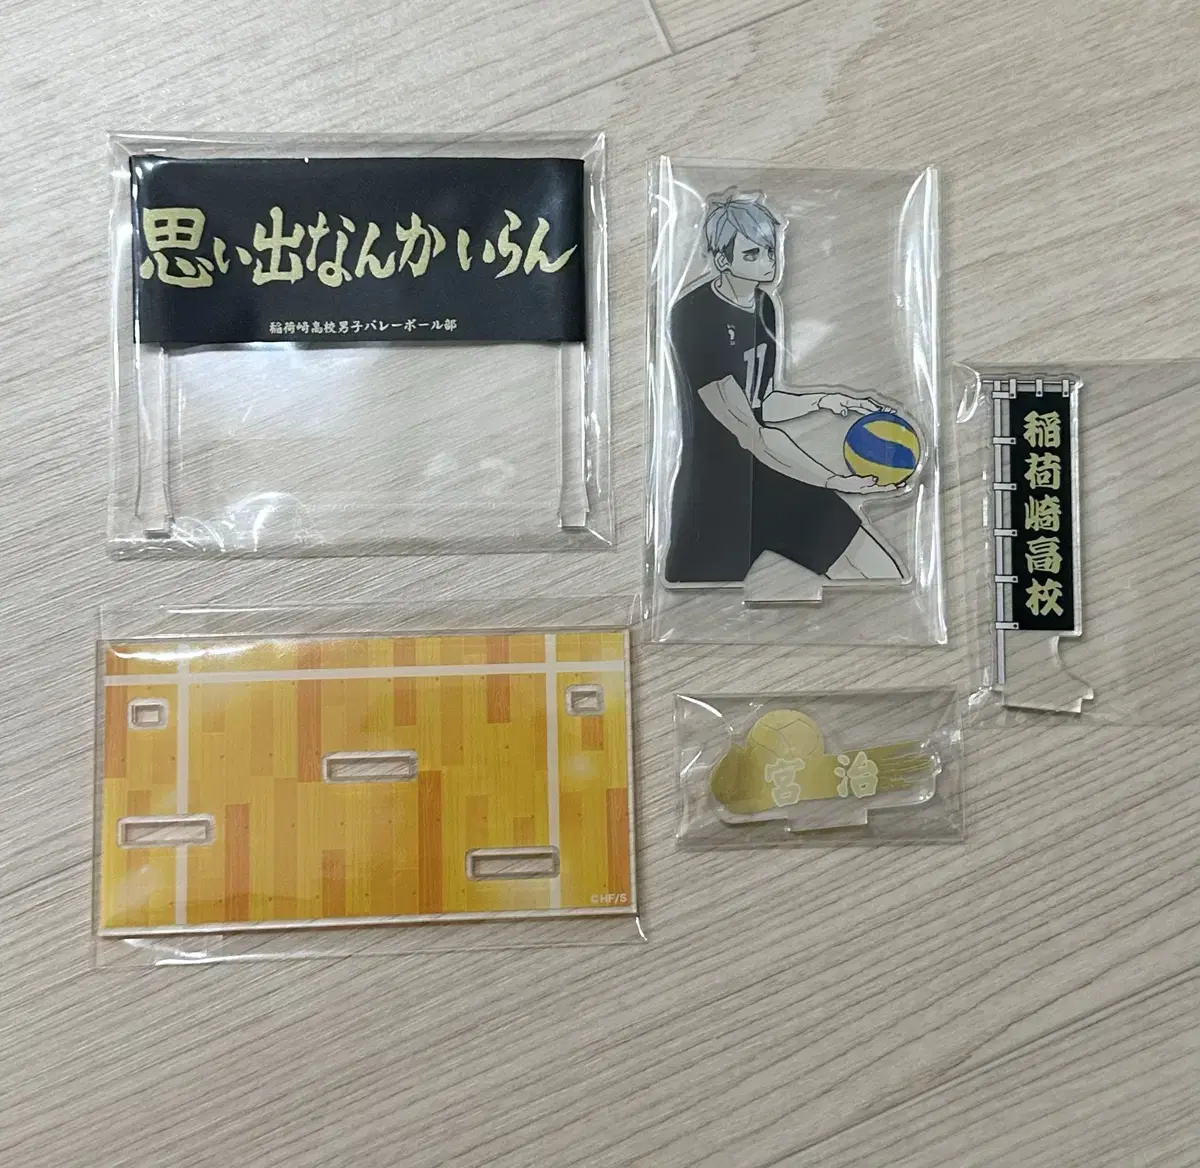 思い出なんかいらん
稲荷崎高校男子バレーボール部
11
稲荷崎高校
宮 治
©HF/S